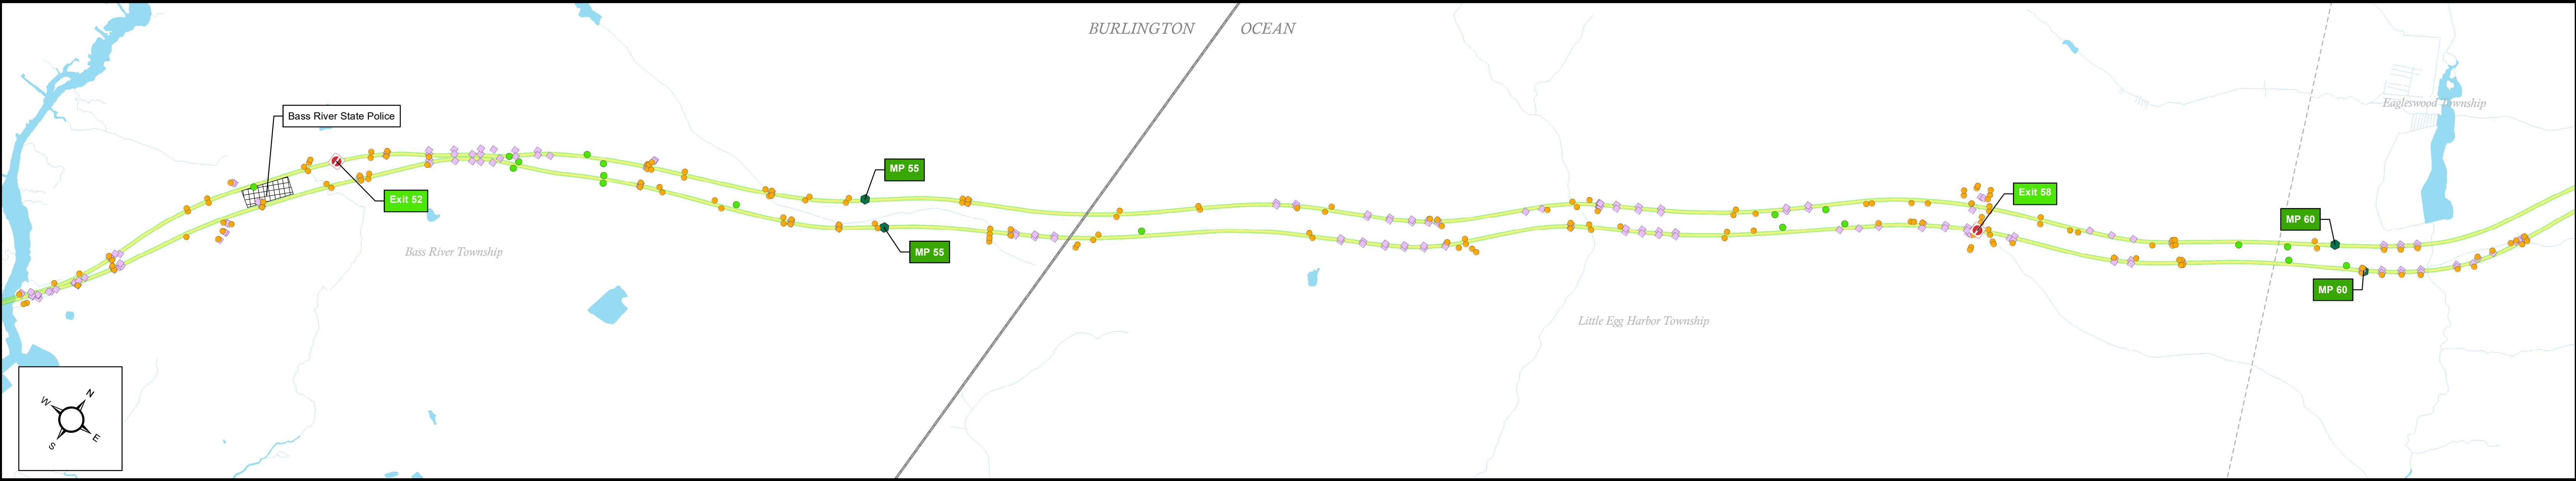 BURLINGTON
OCEAN
Eagleswood Township
Bass River State Police
MP 55
Exit 52
Exit 58
MP 60
Bass River Township
MP 55
MP 60
Little Egg Harbor Township
N
W
E
S